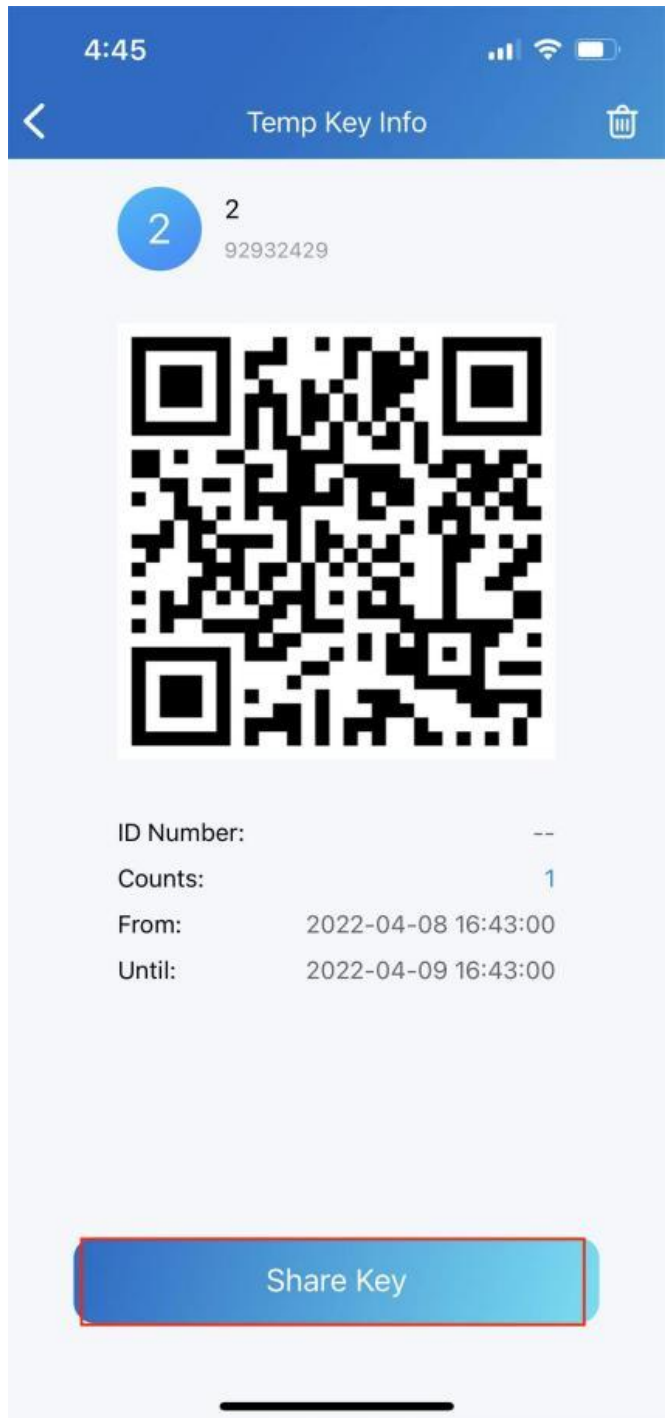 4:45
Temp Key Info
2
2
92932429
ID Number: --
Counts: 1
From: 2022-04-08 16:43:00
Until: 2022-04-09 16:43:00
Share Key